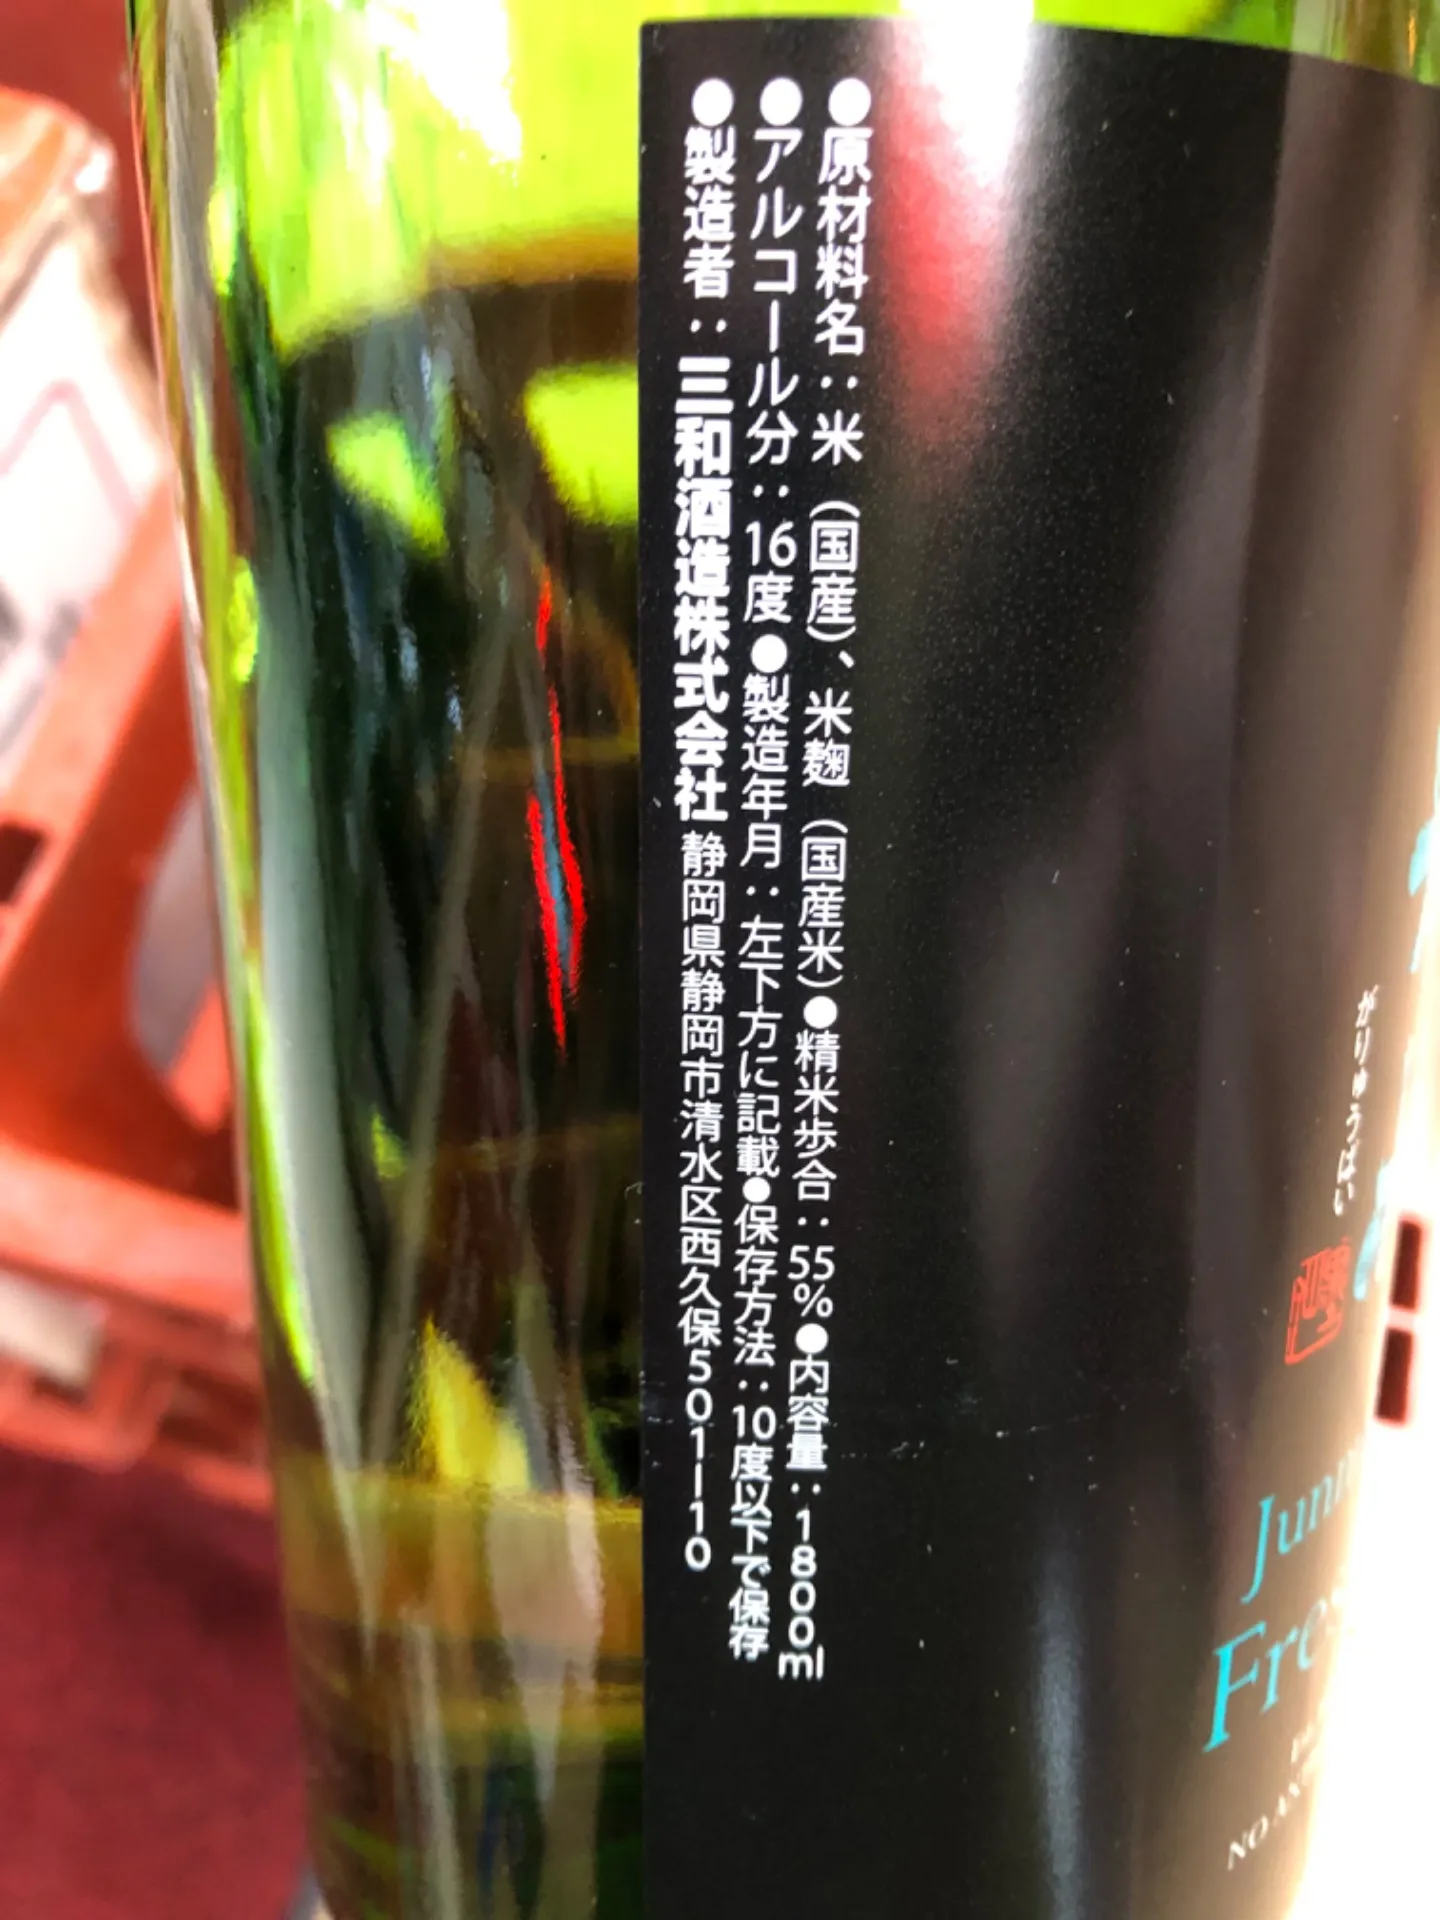 ●原材料名：米（国産）、米麹（国産米）●精米歩合：55%●内容量：1800ml
●アルコール分：16度●製造年月：左下方に記載●保存方法：10度以下で保存
●製造者：三和酒造株式会社 静岡県静岡市清水区西久保501-10
がりゅうばい